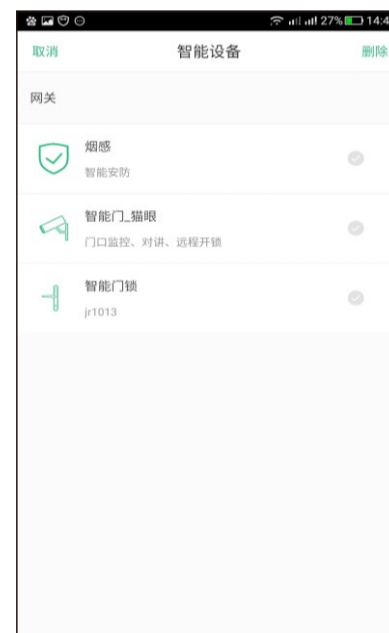 27% 14:4
取消 智能设备 删除
网关
烟感
智能安防
智能门_猫眼
门口监控、对讲、远程开锁
智能门锁
jr1013